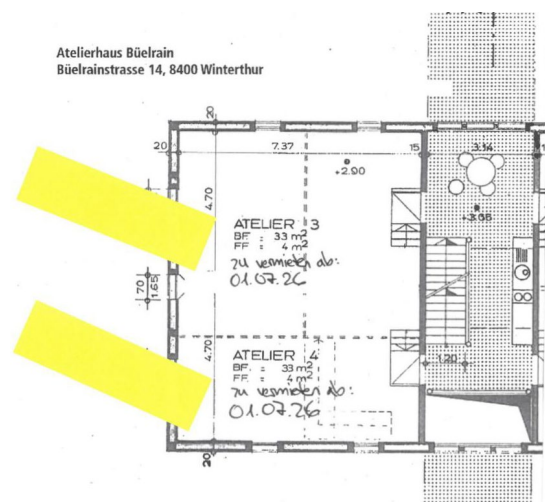 Atelierhaus Büelrain
Büelrainstrasse 14, 8400 Winterthur
20
20
7.37
15
3.14
+2.90
+3.66
4.70
ATELIER 3
BF : 33 m²
FF : 4 m²
zu vermieten ab:
01.07.26
70
1.65
4.70
1.20
ATELIER 4
BF. : 33 m²
FF : 4 m²
zu vermieten ab:
01.07.26
20